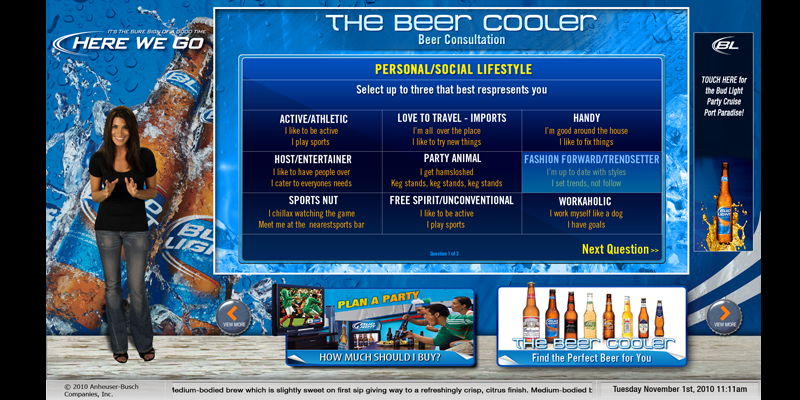 IT'S THE SURE SIGN OF A GOOD TIME
HERE WE GO
THE BEER COOLER
Beer Consultation
PERSONAL/SOCIAL LIFESTYLE
Select up to three that best respresents you
ACTIVE/ATHLETIC
I like to be active
I play sports
LOVE TO TRAVEL - IMPORTS
I'm all over the place
I like to try new things
HANDY
I'm good around the house
I like to fix things
HOST/ENTERTAINER
I like to have people over
I cater to everyones needs
PARTY ANIMAL
I get hamsloshed
Keg stands, keg stands, keg stands
FASHION FORWARD/TRENDSETTER
I'm up to date with styles
I set trends, not follow
SPORTS NUT
I chillax watching the game
Meet me at the nearestsports bar
FREE SPIRIT/UNCONVENTIONAL
I like to be active
I play sports
WORKAHOLIC
I work myself like a dog
I have goals
Question 1 of 3
Next Question >>
BL
TOUCH HERE for
the Bud Light
Party Cruise
Port Paradise!
BUD
LIGHT
VIEW MORE
PLAN A PARTY
HOW MUCH SHOULD I BUY?
THE BEER COOLER
Find the Perfect Beer for You
VIEW MORE
© 2010 Anheuser-Busch
Companies, Inc.
Medium-bodied brew which is slightly sweet on first sip giving way to a refreshingly crisp, citrus finish. Medium-bodied b
Tuesday November 1st, 2010 11:11am